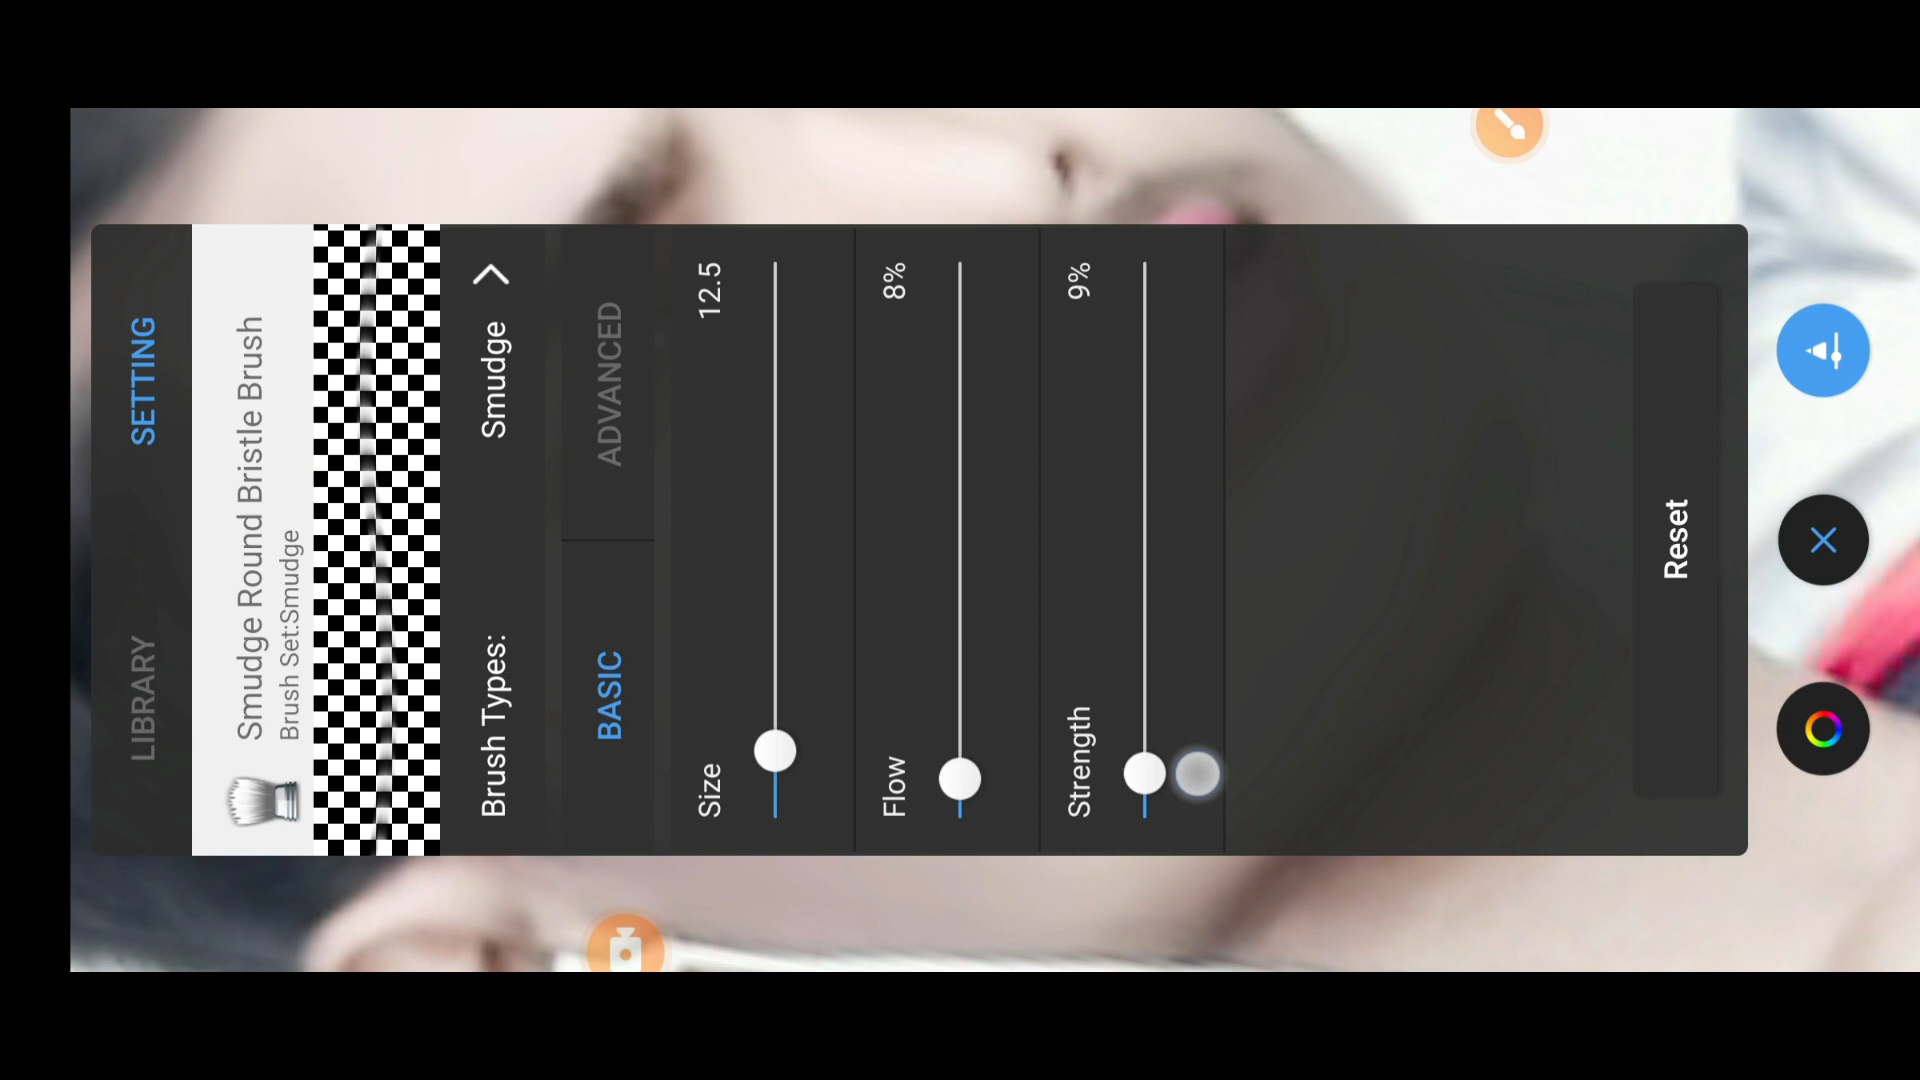 LIBRARY SETTING
Smudge Round Bristle Brush
Brush Set:Smudge
Brush Types: Smudge
BASIC ADVANCED
Size 12.5
Flow 8%
Strength 9%
Reset